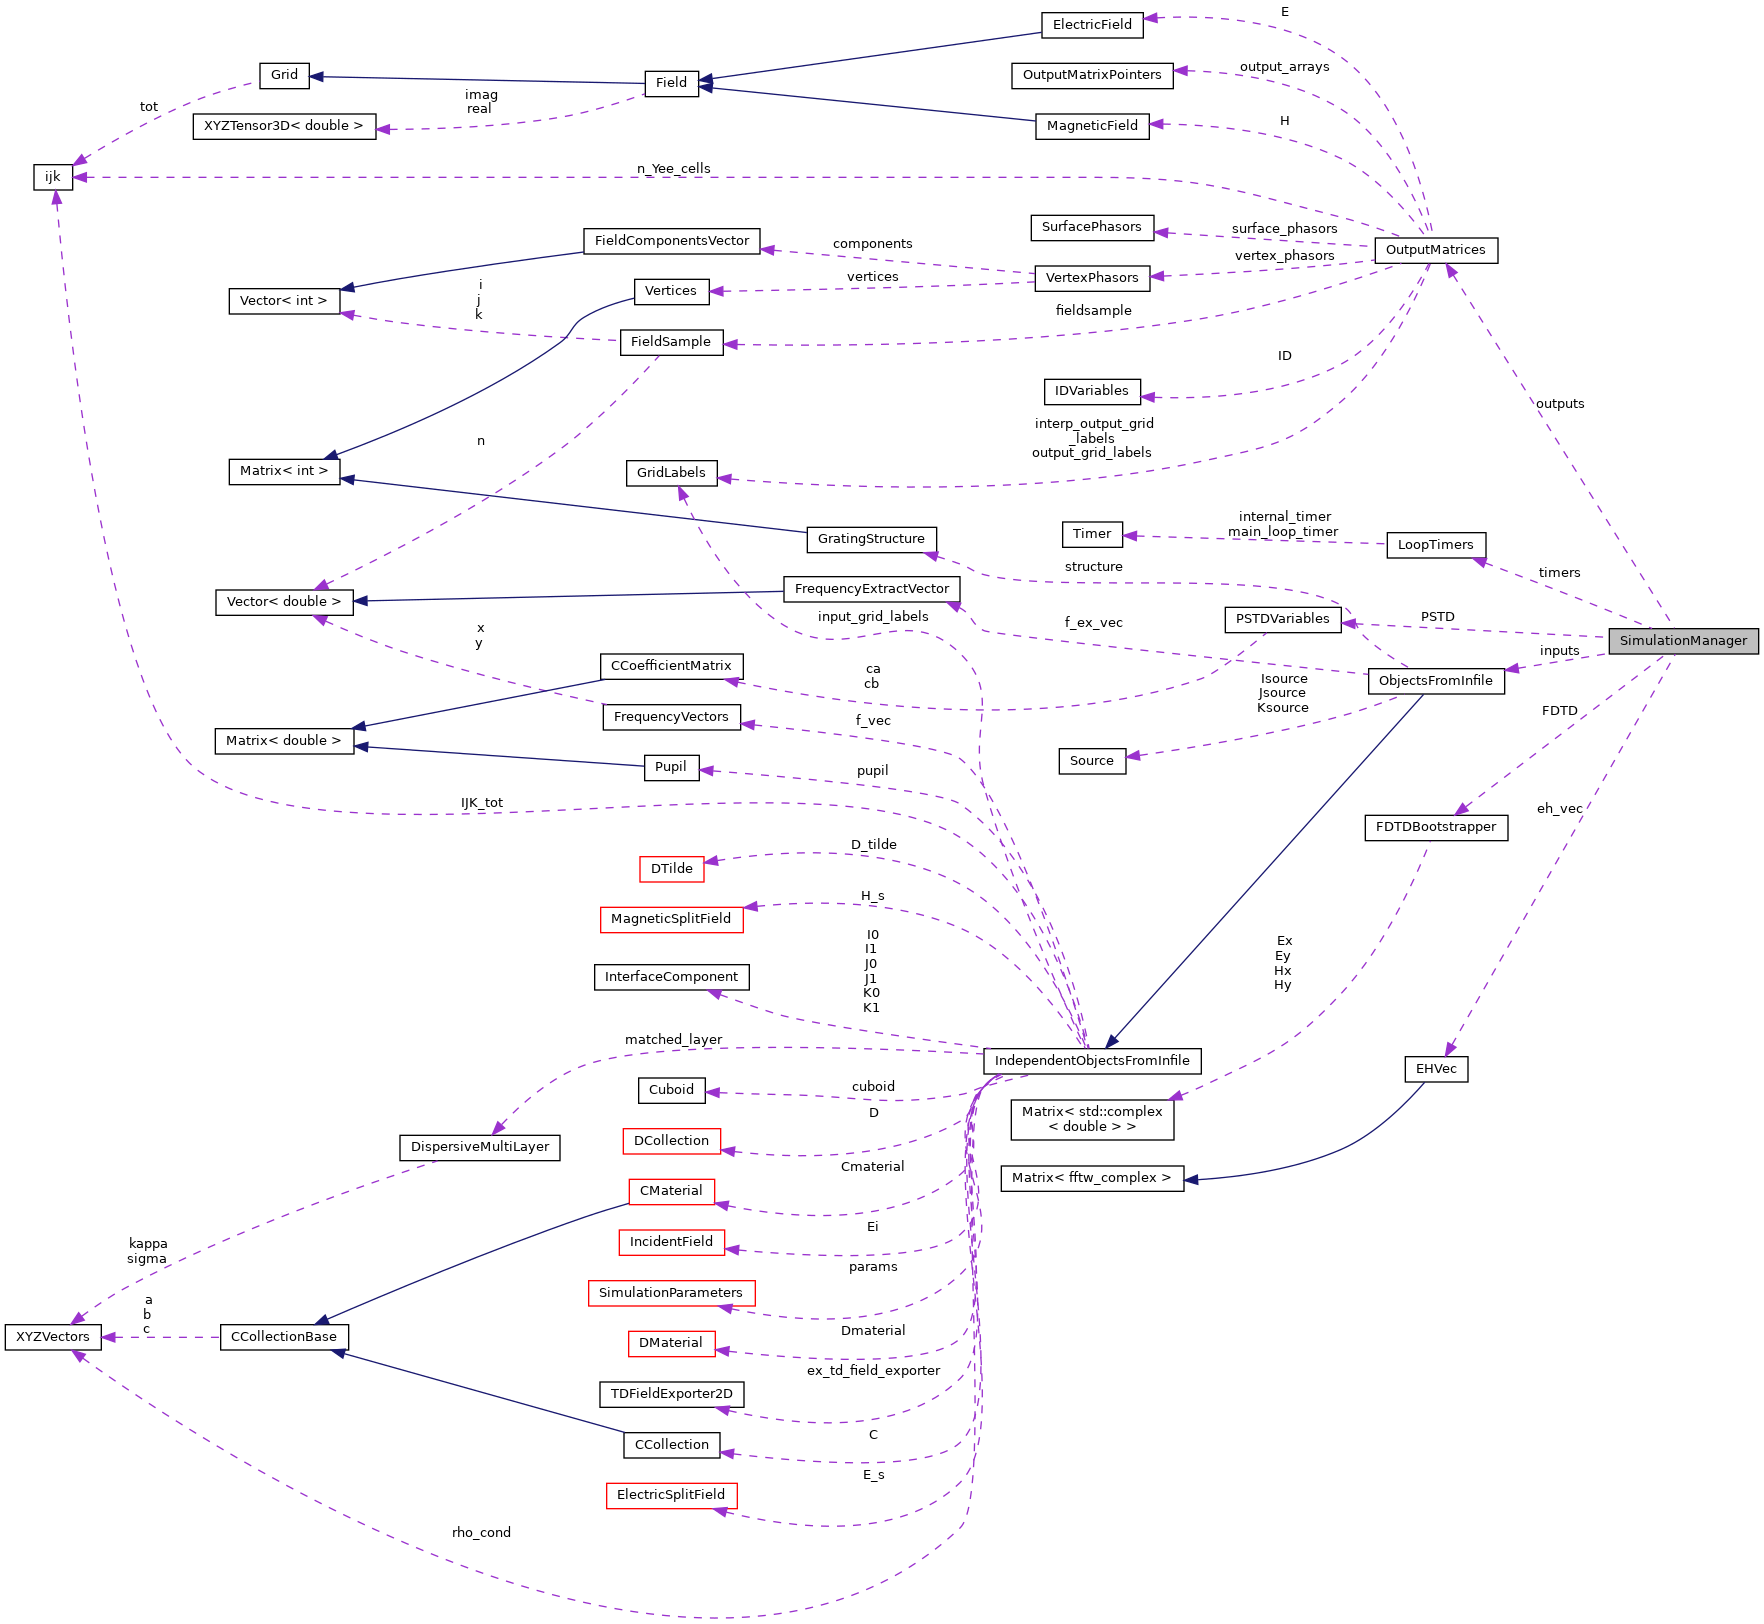 E
ElectricField
Grid
Field
output_arrays
OutputMatrixPointers
imag
real
tot
XYZTensor3D< double >
H
MagneticField
ijk
n_Yee_cells
SurfacePhasors
surface_phasors
FieldComponentsVector
components
OutputMatrices
vertex_phasors
VertexPhasors
vertices
Vertices
i
j
k
Vector< int >
fieldsample
FieldSample
ID
IDVariables
outputs
interp_output_grid
_labels
output_grid_labels
n
Matrix< int >
GridLabels
internal_timer
main_loop_timer
Timer
LoopTimers
GratingStructure
structure
timers
FrequencyExtractVector
Vector< double >
input_grid_labels
f_ex_vec
PSTDVariables
PSTD
SimulationManager
x
y
inputs
CCoefficientMatrix
ca
cb
Isource
Jsource
Ksource
ObjectsFromInfile
FrequencyVectors
f_vec
FDTD
Matrix< double >
Pupil
pupil
Source
IJK_tot
eh_vec
FDTDBootstrapper
D_tilde
DTilde
H_s
MagneticSplitField
I0
I1
J0
J1
K0
K1
Ex
Ey
Hx
Hy
InterfaceComponent
matched_layer
IndependentObjectsFromInfile
EHVec
Cuboid
cuboid
D
Matrix< std::complex
< double > >
DispersiveMultiLayer
DCollection
Cmaterial
Matrix< fftw_complex >
CMaterial
Ei
kappa
sigma
IncidentField
params
SimulationParameters
a
b
c
XYZVectors
CCollectionBase
Dmaterial
DMaterial
ex_td_field_exporter
TDFieldExporter2D
C
CCollection
E_s
ElectricSplitField
rho_cond